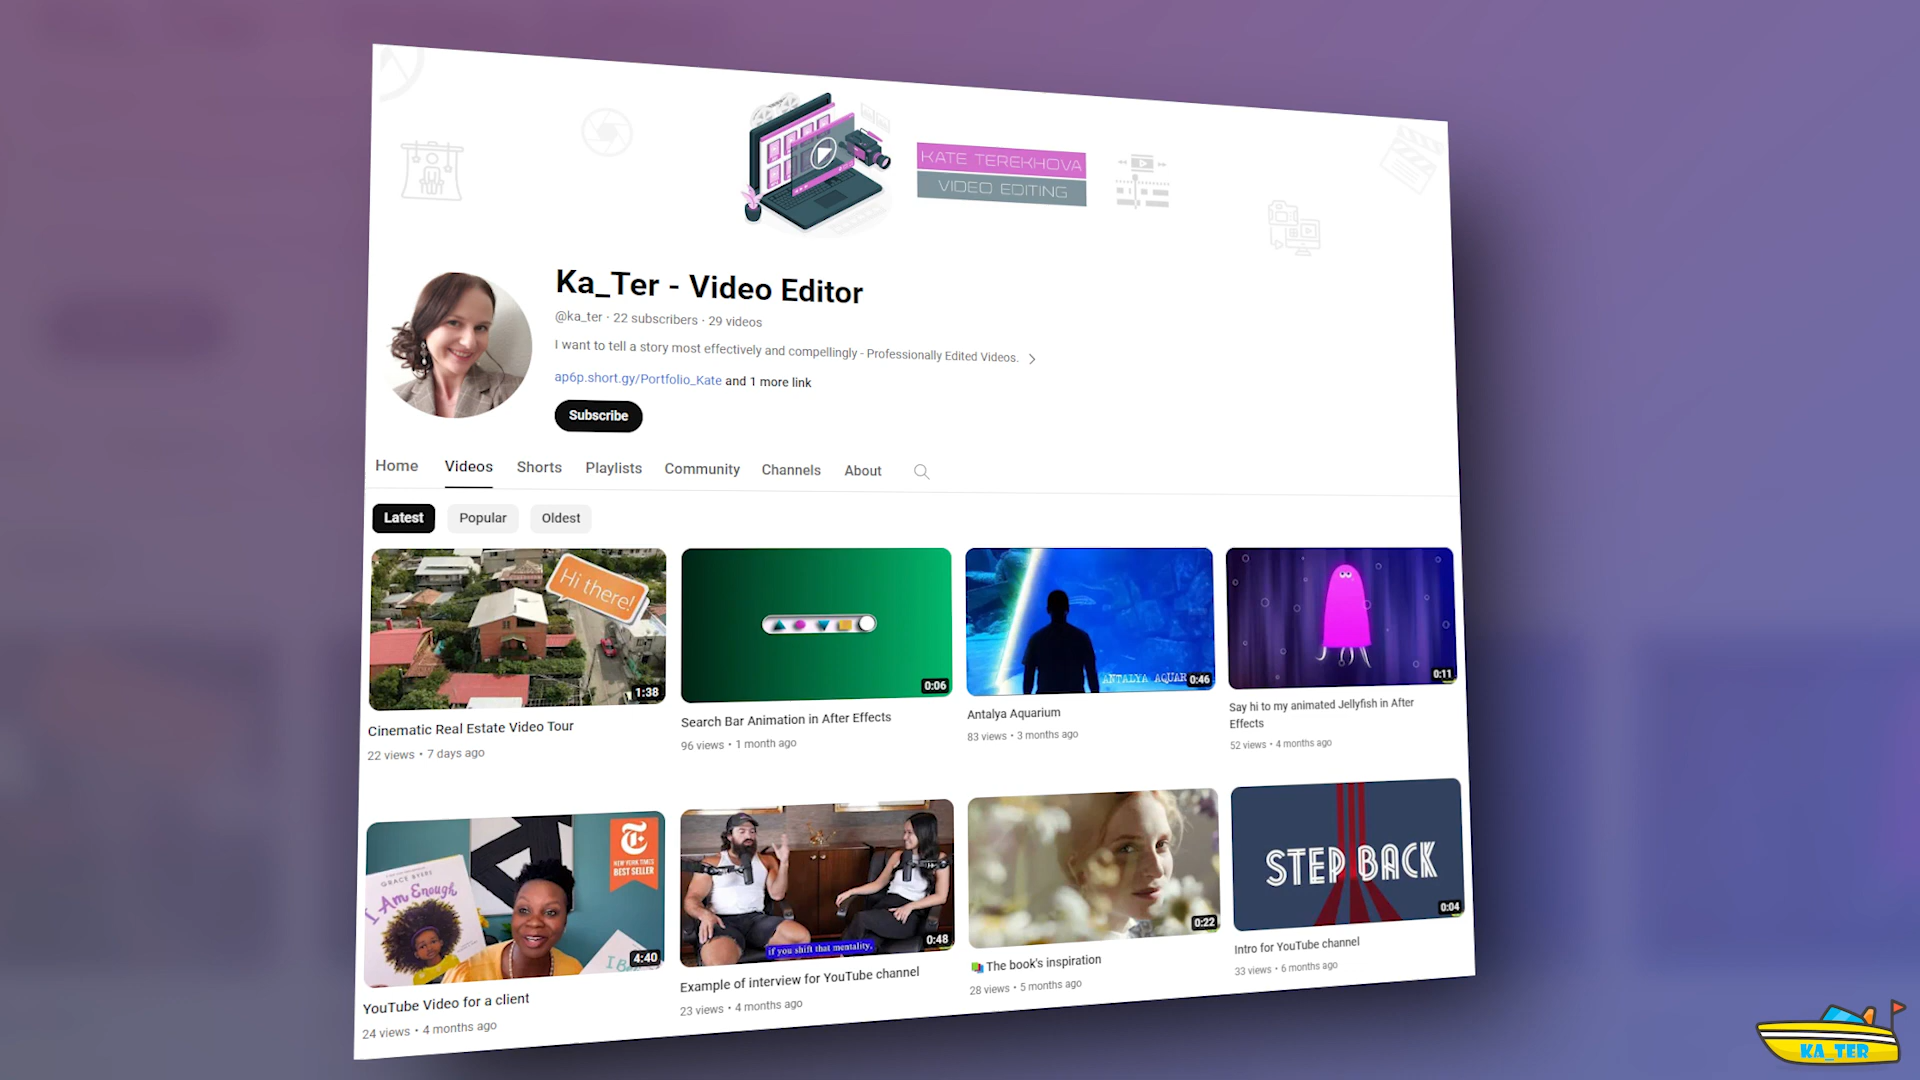 KATE TEREKHOVA
VIDEO EDITING
Ka_Ter - Video Editor
@ka_ter · 22 subscribers · 29 videos
I want to tell a story most effectively and compellingly - Professionally Edited Videos.
ap6p.short.gy/Portfolio_Kate and 1 more link
Subscribe
Home Videos Shorts Playlists Community Channels About
Latest Popular Oldest
Hi there!
1:38
0:06
ANTALYA AQUAR
0:46
0:11
Cinematic Real Estate Video Tour
22 views • 7 days ago
Search Bar Animation in After Effects
96 views • 1 month ago
Antalya Aquarium
83 views • 3 months ago
Say hi to my animated Jellyfish in After
Effects
52 views • 4 months ago
GRACE BYERS
I Am Enough
NEW YORK TIMES
BEST SELLER
4:40
if you shift that mentality,
0:48
0:22
STEP BACK
0:04
YouTube Video for a client
24 views • 4 months ago
Example of interview for YouTube channel
23 views • 4 months ago
The book's inspiration
28 views • 5 months ago
Intro for YouTube channel
33 views • 6 months ago
KA_TER